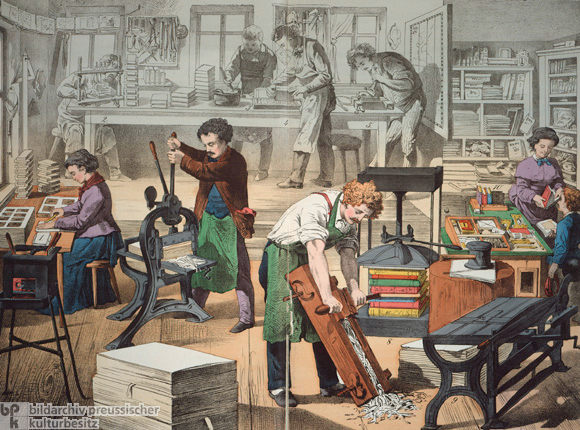 bpk bildarchiv preussischer
kulturbesitz